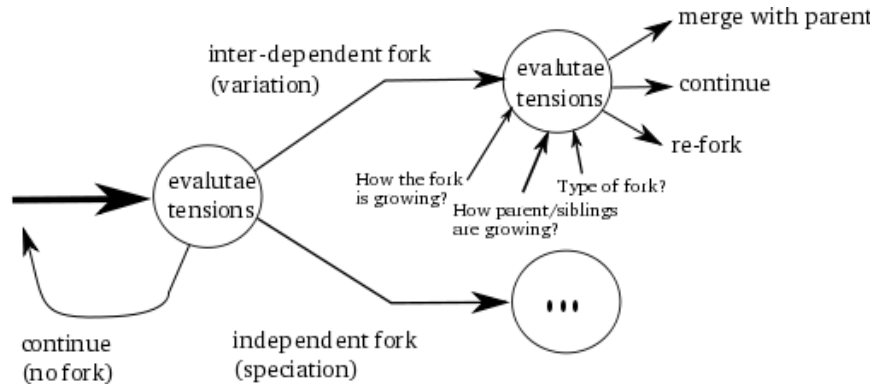 merge with parent
inter-dependent fork
(variation)
evalutae
tensions
continue
re-fork
evalutae
tensions
How the fork
is growing?
Type of fork?
How parent/siblings
are growing?
...
independent fork
(speciation)
continue
(no fork)